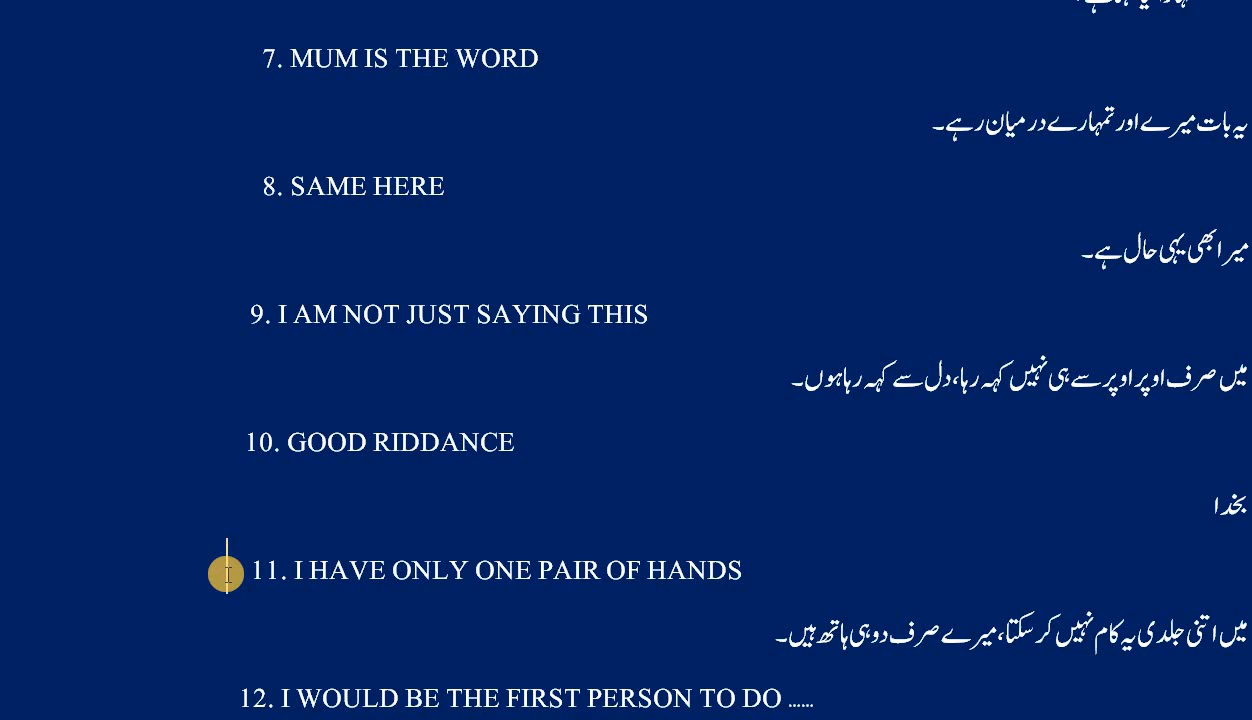 7. MUM IS THE WORD
یہ بات میرے اور تمہارے درمیان رہے۔
8. SAME HERE
میرا بھی یہی حال ہے۔
9. I AM NOT JUST SAYING THIS
میں صرف اوپر اوپر سے ہی نہیں کہہ رہا، دل سے کہہ رہا ہوں۔
10. GOOD RIDDANCE
بخدا
11. I HAVE ONLY ONE PAIR OF HANDS
میں اتنی جلدی یہ کام نہیں کر سکتا، میرے صرف دو ہی ہاتھ ہیں۔
12. I WOULD BE THE FIRST PERSON TO DO ......